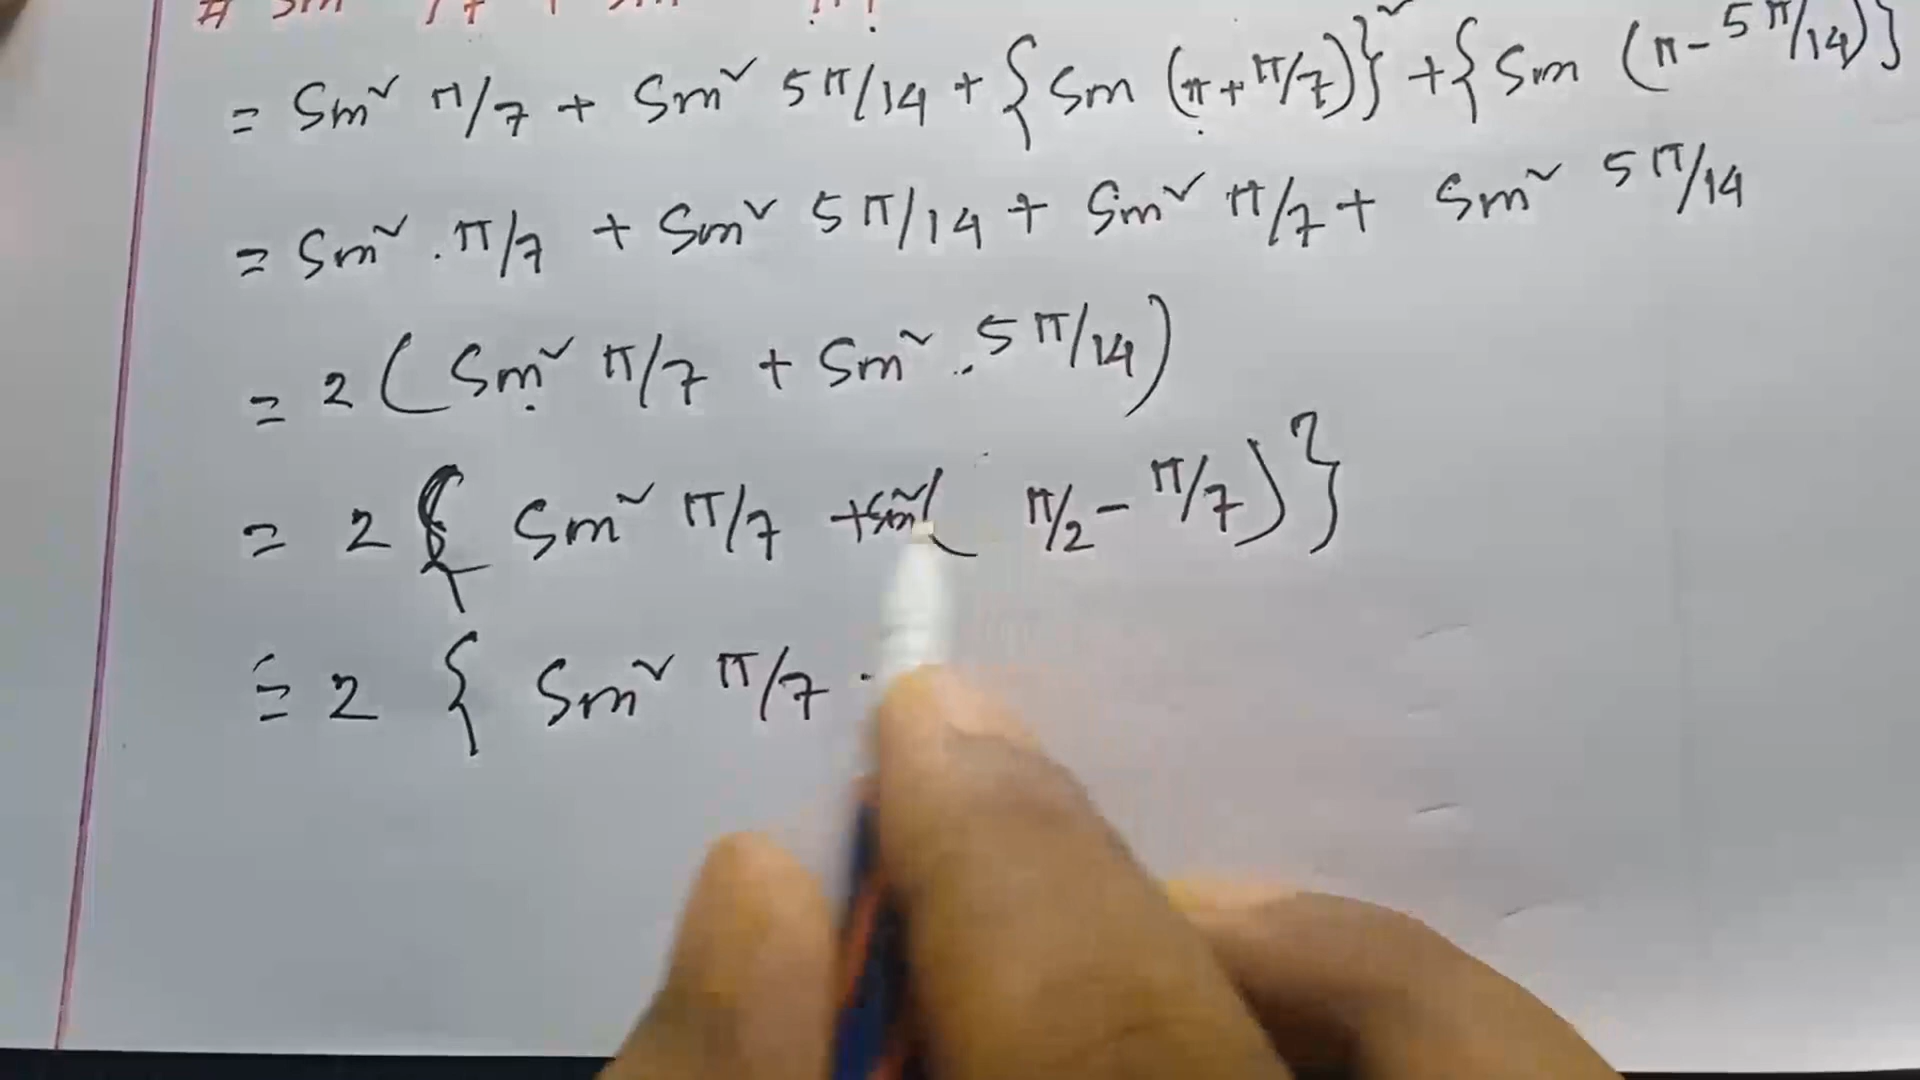 = Sin² π/7 + Sin² 5π/14 + {Sin (π+π/7)}² + {Sin (π - 5π/14)}
= Sin² . π/7 + Sin² 5π/14 + Sin² π/7 + Sin² 5π/14
= 2 (Sin² π/7 + Sin² .. 5π/14)
= 2 { Sin² π/7 + Sin² ( π/2 - π/7)}
= 2 { Sin² π/7